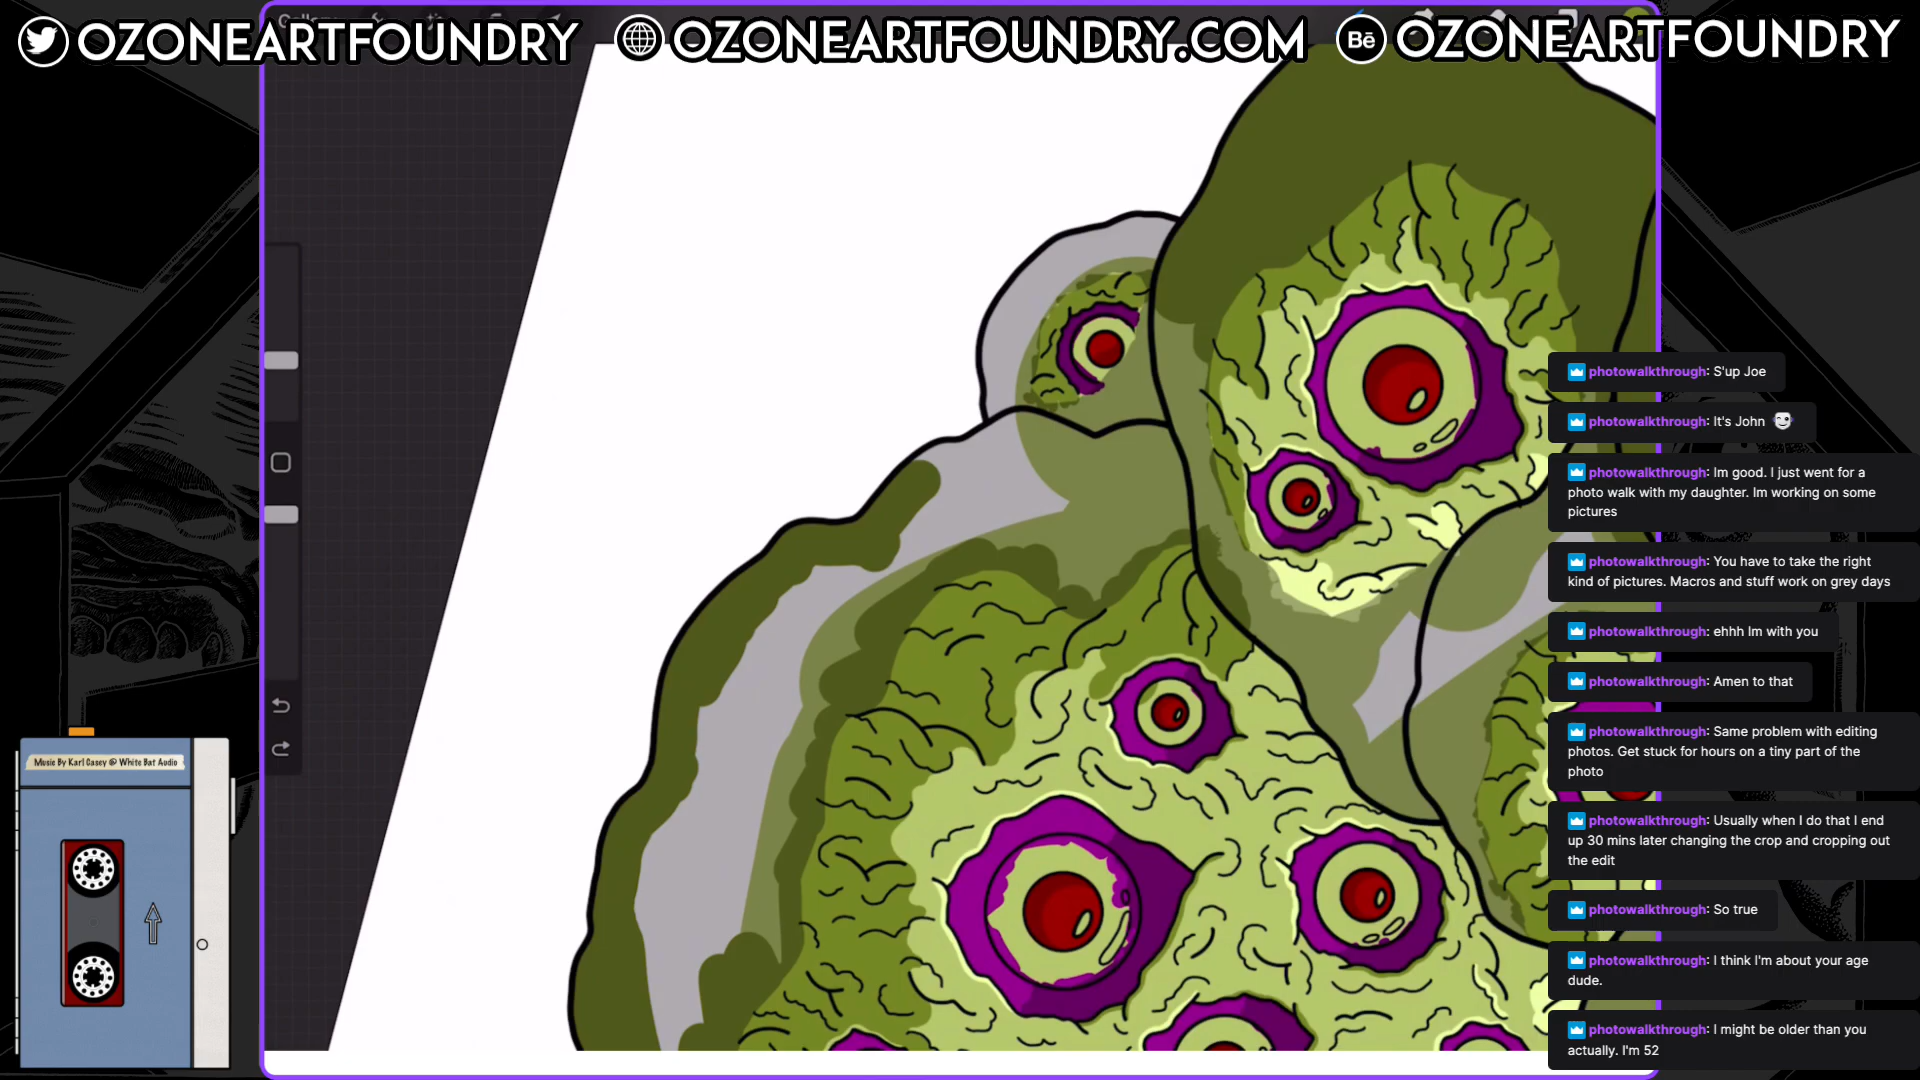 OZONEARTFOUNDRY
OZONEARTFOUNDRY.COM
Bē OZONEARTFOUNDRY
photowalkthrough: S'up Joe
photowalkthrough: It's John
photowalkthrough: Im good. I just went for a
photo walk with my daughter. Im working on some
pictures
photowalkthrough: You have to take the right
kind of pictures. Macros and stuff work on grey days
photowalkthrough: ehhh Im with you
photowalkthrough: Amen to that
photowalkthrough: Same problem with editing
photos. Get stuck for hours on a tiny part of the
photo
photowalkthrough: Usually when I do that I end
up 30 mins later changing the crop and cropping out
the edit
photowalkthrough: So true
photowalkthrough: I think I'm about your age
dude.
photowalkthrough: I might be older than you
actually. I'm 52
Music By Karl Casey @ White Bat Audio